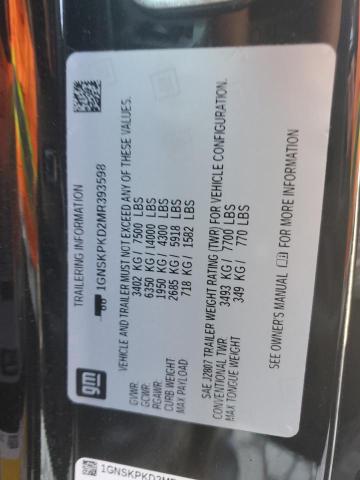 TRAILERING INFORMATION
1GNSKPKD2MR393598
gm
VEHICLE AND TRAILER MUST NOT EXCEED ANY OF THESE VALUES.
GVWR: 3402 KG/ 7500 LBS
GCWR: 6350 KG/ 14000 LBS
RGAWR: 1950 KG/ 4300 LBS
CURB WEIGHT 2685 KG/ 5918 LBS
MAX PAYLOAD 718 KG/ 1582 LBS
SAE J2807 TRAILER WEIGHT RATING (TWR) FOR VEHICLE CONFIGURATION.
CONVENTIONAL TWR 3493 KG/ 7700 LBS
MAX TONGUE WEIGHT 349 KG/ 770 LBS
SEE OWNER'S MANUAL FOR MORE INFORMATION